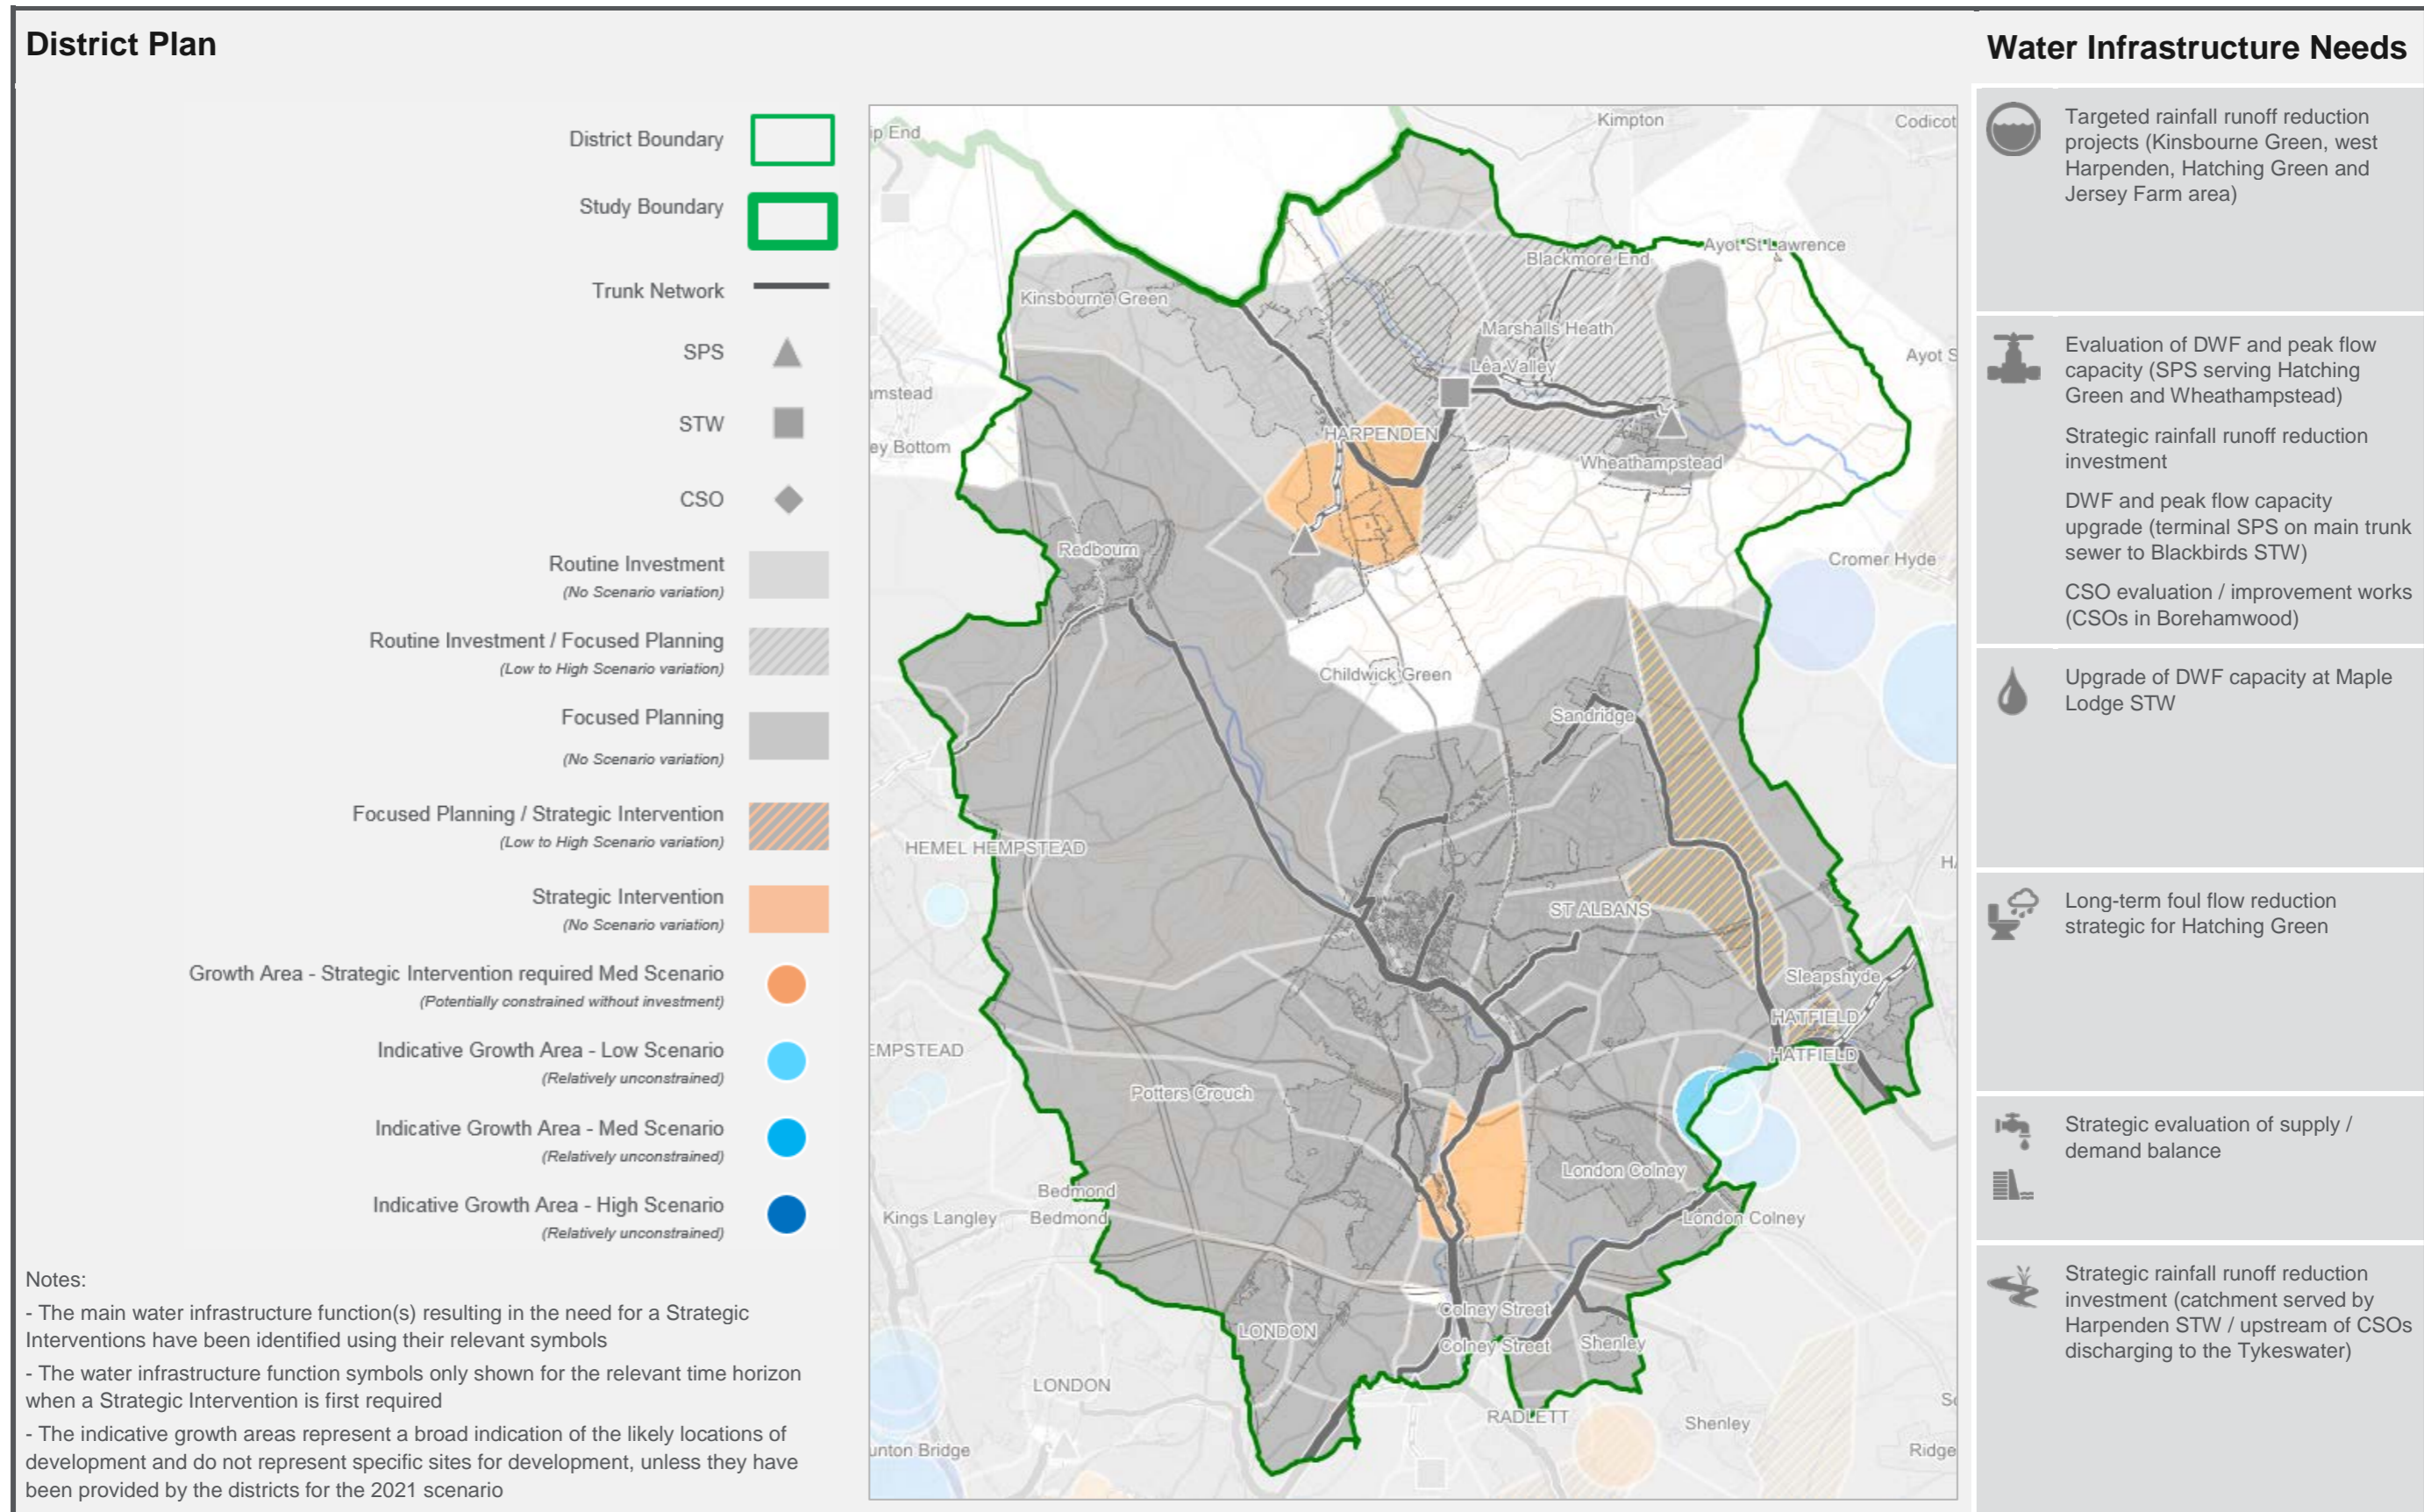 District Plan
District Boundary
Study Boundary
Trunk Network
SPS
STW
CSO
Routine Investment
(No Scenario variation)
Routine Investment / Focused Planning
(Low to High Scenario variation)
Focused Planning
(No Scenario variation)
Focused Planning / Strategic Intervention
(Low to High Scenario variation)
Strategic Intervention
(No Scenario variation)
Growth Area - Strategic Intervention required Med Scenario
(Potentially constrained without investment)
Indicative Growth Area - Low Scenario
(Relatively unconstrained)
Indicative Growth Area - Med Scenario
(Relatively unconstrained)
Indicative Growth Area - High Scenario
(Relatively unconstrained)
Notes:
- The main water infrastructure function(s) resulting in the need for a Strategic
Interventions have been identified using their relevant symbols
- The water infrastructure function symbols only shown for the relevant time horizon
when a Strategic Intervention is first required
- The indicative growth areas represent a broad indication of the likely locations of
development and do not represent specific sites for development, unless they have
been provided by the districts for the 2021 scenario
ip End
Kimpton
Codicot
Ayot St Lawrence
Blackmore End
Kinsbourne Green
Marshalls Heath
Ayot S
Lea Valley
amstead
HARPENDEN
ey Bottom
Wheathampstead
Redbourn
Cromer Hyde
Childwick Green
Sandridge
HEMEL HEMPSTEAD
HA
ST ALBANS
Sleapshyde
HATFIELD
HATFIELD
EMPSTEAD
Potters Crouch
London Colney
Bedmond
Kings Langley
Bedmond
London Colney
Colney Street
LONDON
Colney Street
Shenley
LONDON
RADLETT
Shenley
unton Bridge
Ridge
Water Infrastructure Needs
Targeted rainfall runoff reduction
projects (Kinsbourne Green, west
Harpenden, Hatching Green and
Jersey Farm area)
Evaluation of DWF and peak flow
capacity (SPS serving Hatching
Green and Wheathampstead)
Strategic rainfall runoff reduction
investment
DWF and peak flow capacity
upgrade (terminal SPS on main trunk
sewer to Blackbirds STW)
CSO evaluation / improvement works
(CSOs in Borehamwood)
Upgrade of DWF capacity at Maple
Lodge STW
Long-term foul flow reduction
strategic for Hatching Green
Strategic evaluation of supply /
demand balance
Strategic rainfall runoff reduction
investment (catchment served by
Harpenden STW / upstream of CSOs
discharging to the Tykeswater)